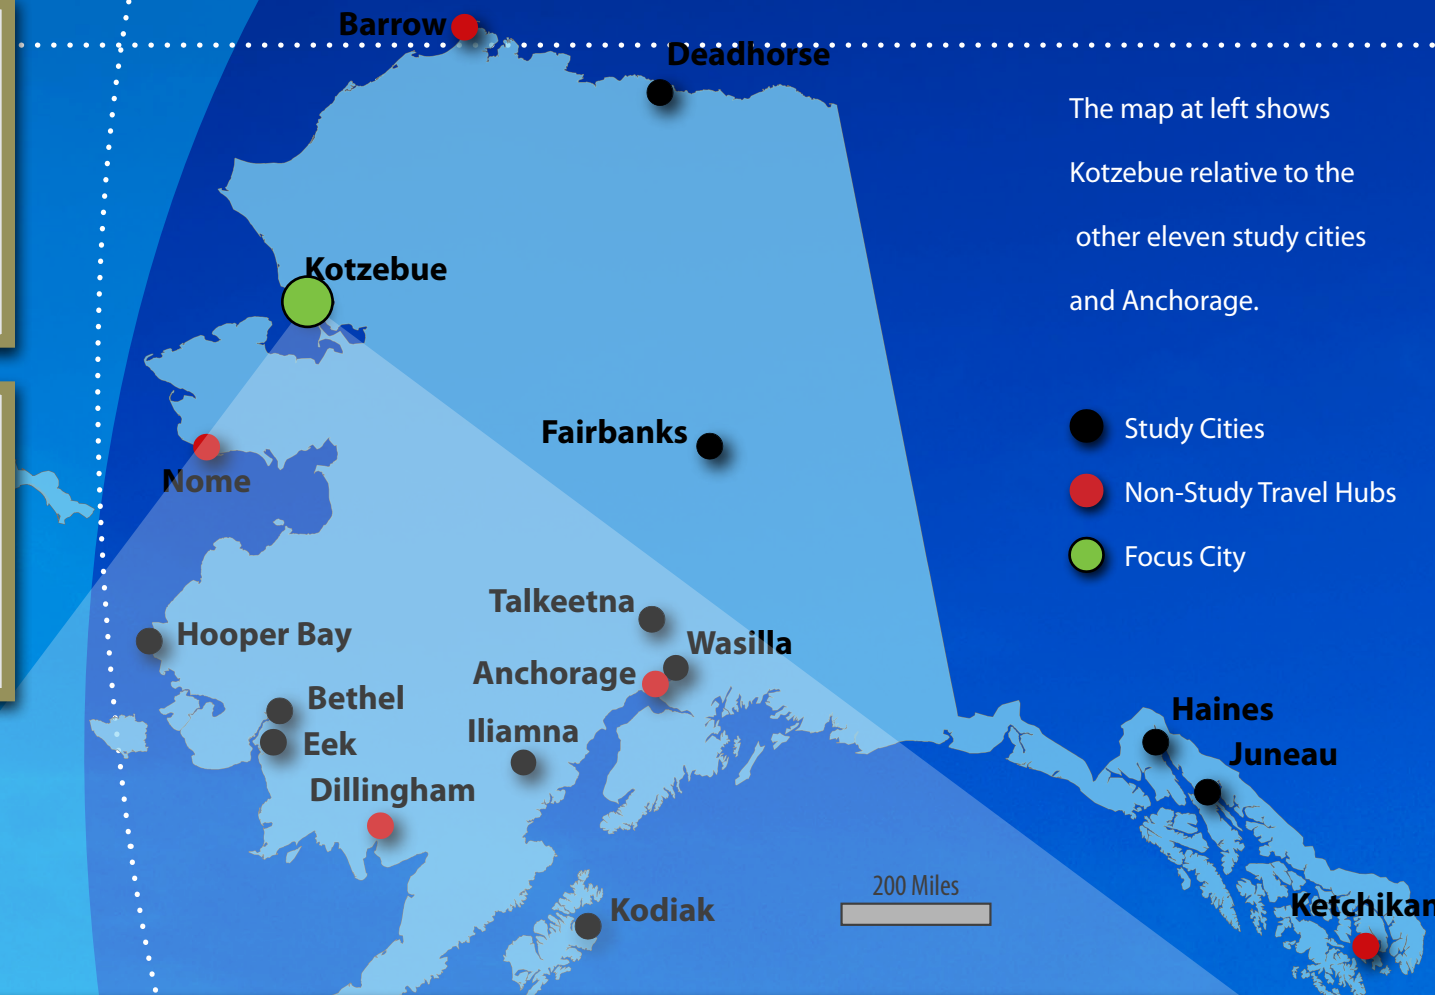 Barrow
Deadhorse
The map at left shows
Kotzebue relative to the
other eleven study cities
and Anchorage.
Kotzebue
Study Cities
Fairbanks
Nome
Non-Study Travel Hubs
Focus City
Talkeetna
Hooper Bay
Wasilla
Anchorage
Bethel
Haines
Iliamna
Eek
Juneau
Dillingham
200 Miles
Ketchikan
Kodiak